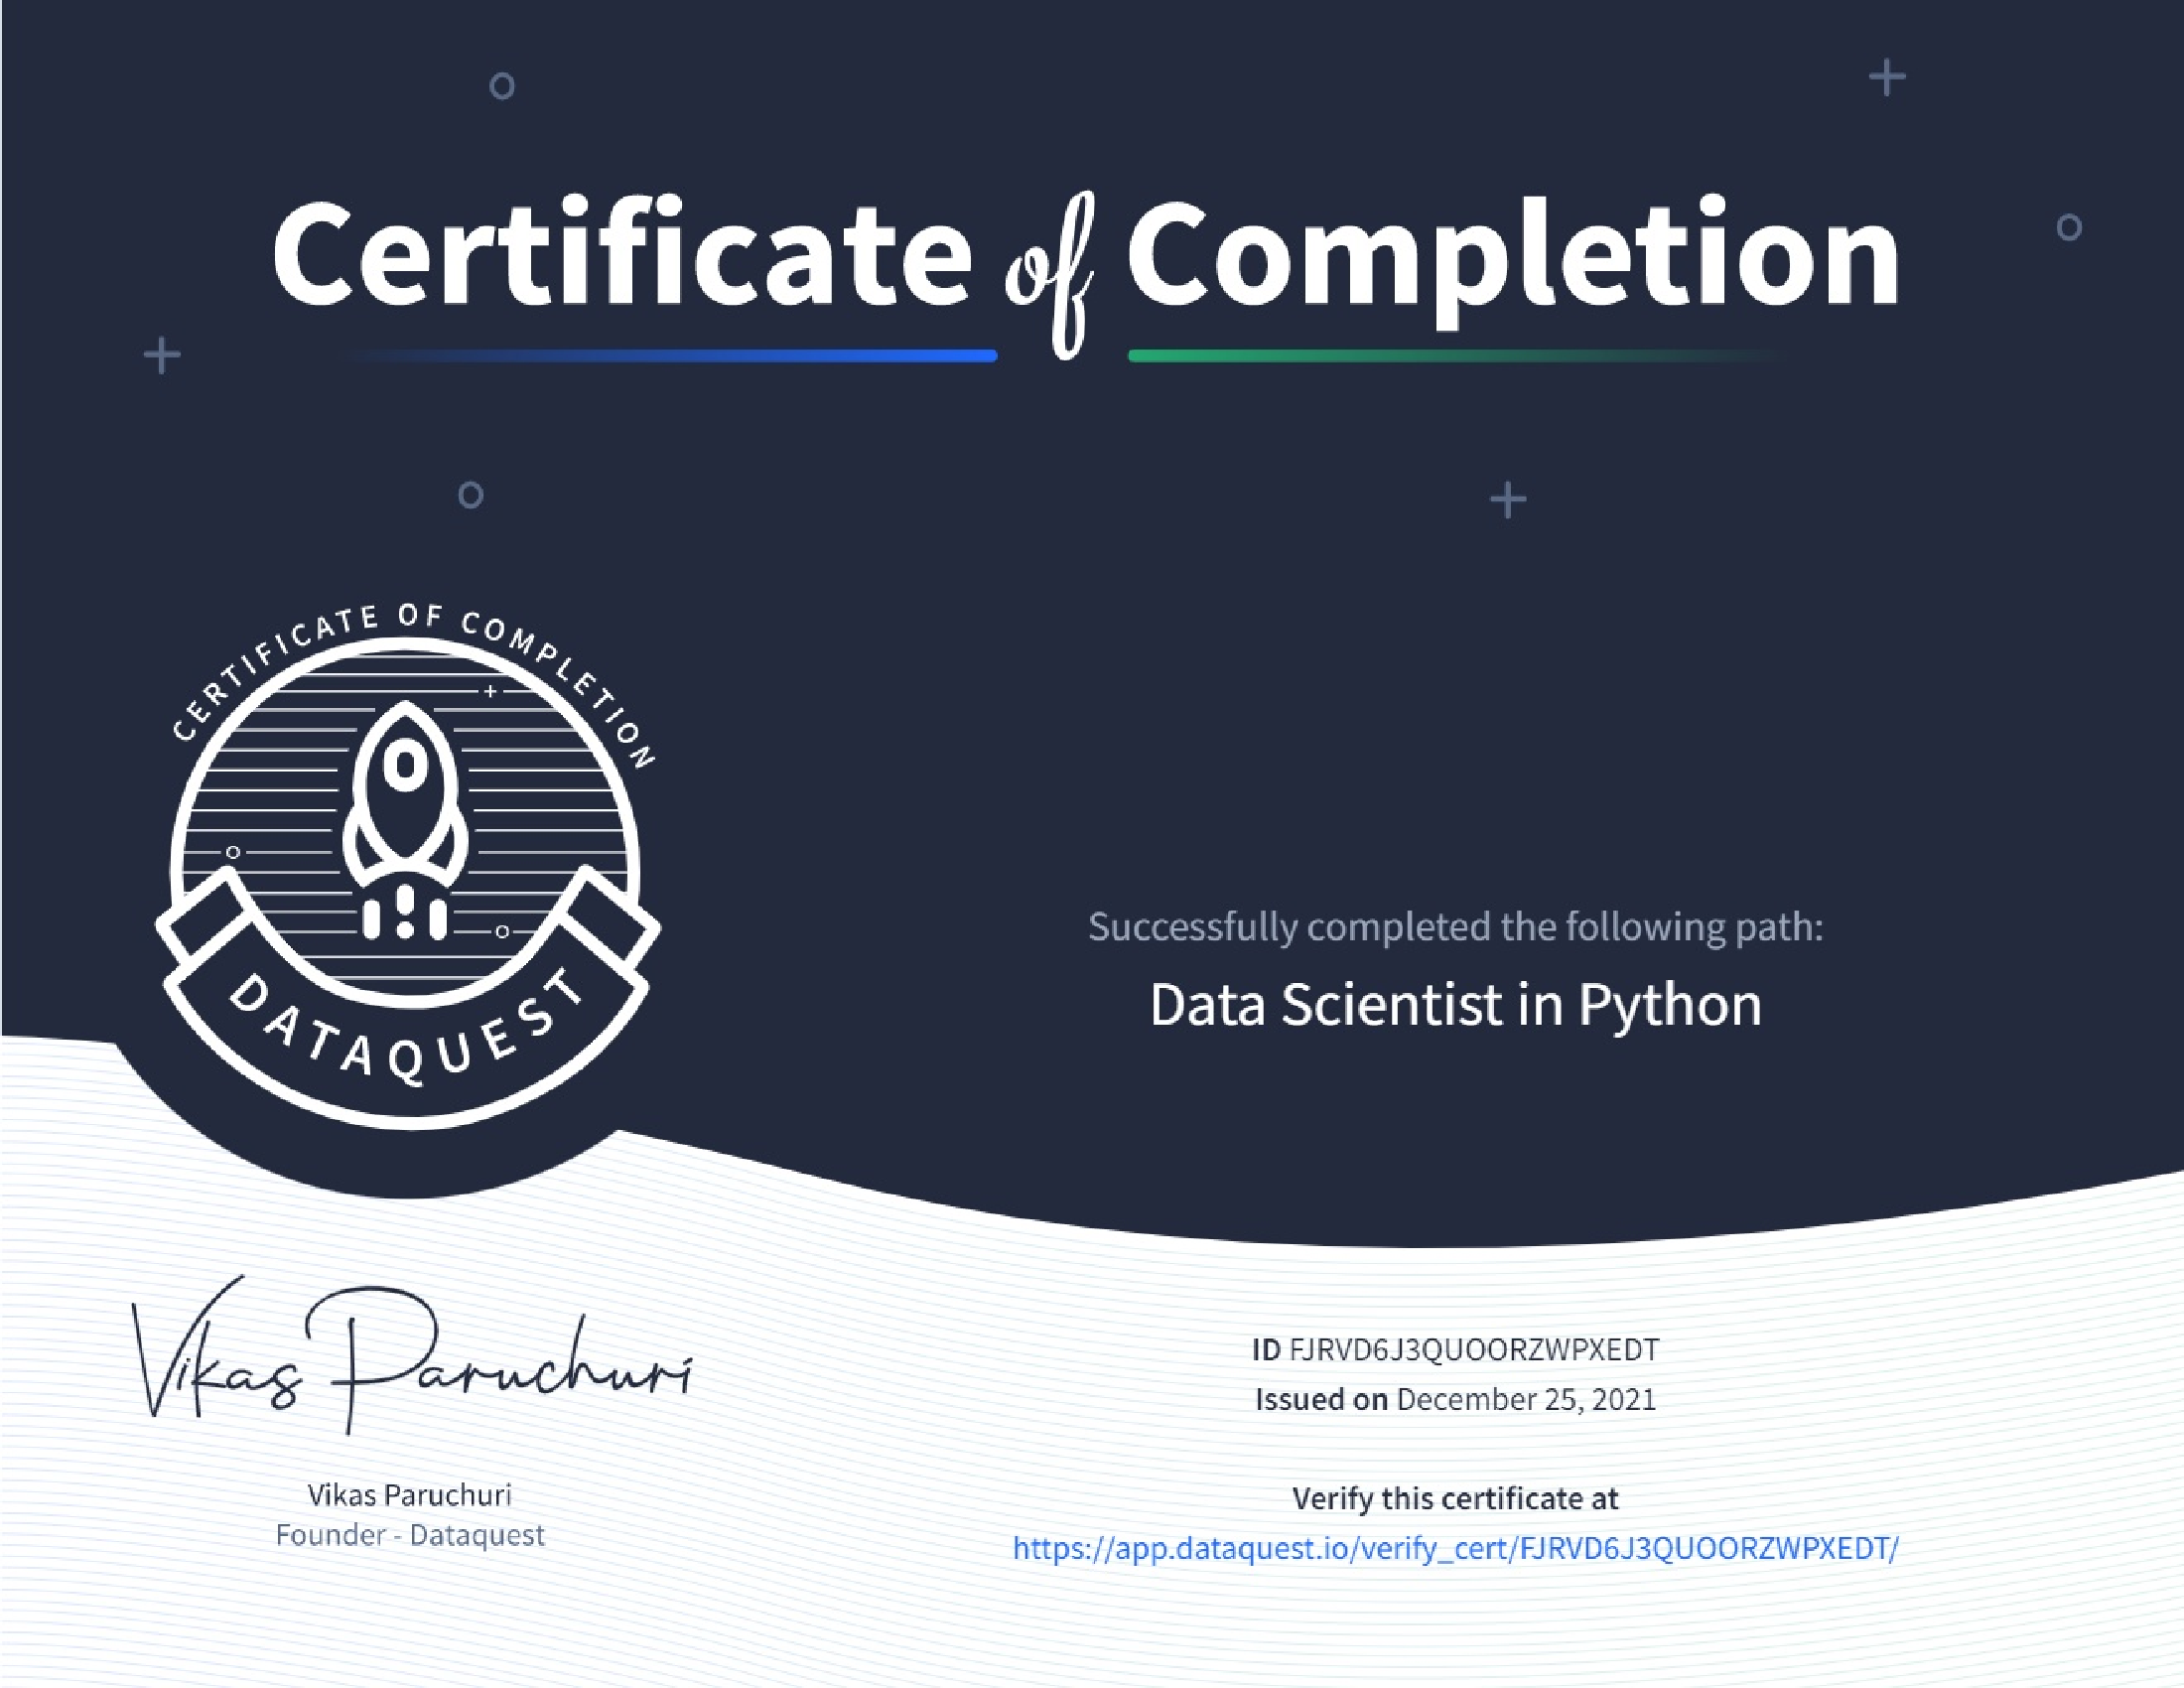 Certificate of Completion
CERTIFICATE OF COMPLETION
DATAQUEST
Successfully completed the following path:
Data Scientist in Python
Vikas Paruchuri
Vikas Paruchuri
Founder - Dataquest
ID FJRVD6J3QUOORZWPXEDT
Issued on December 25, 2021
Verify this certificate at
https://app.dataquest.io/verify_cert/FJRVD6J3QUOORZWPXEDT/